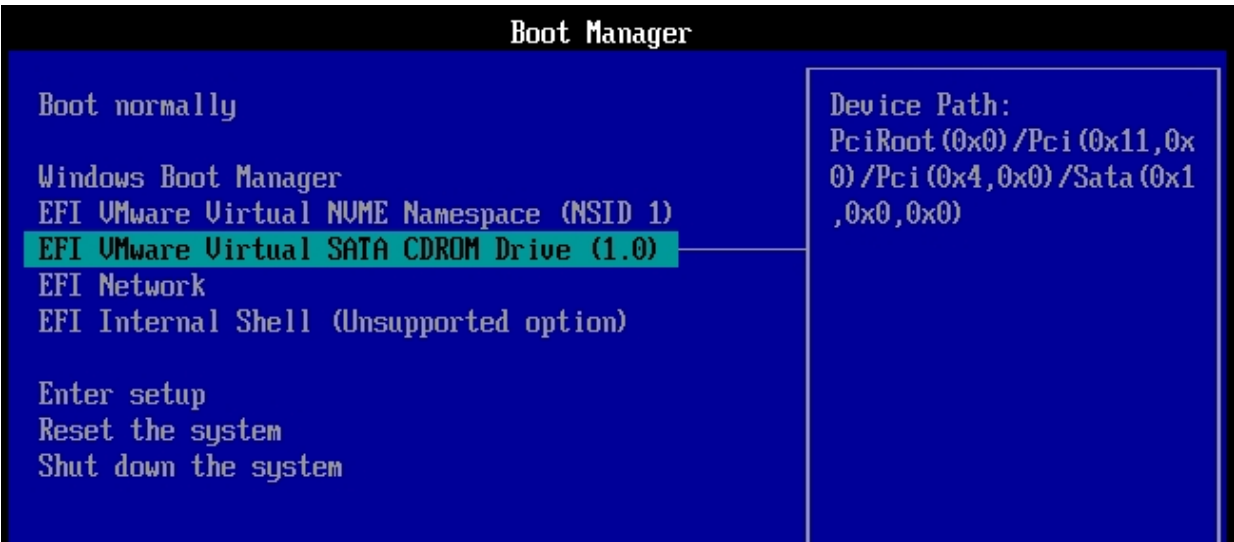 Boot Manager
Boot normally
Windows Boot Manager
EFI VMware Virtual NVME Namespace (NSID 1)
EFI VMware Virtual SATA CDROM Drive (1.0)
EFI Network
EFI Internal Shell (Unsupported option)
Enter setup
Reset the system
Shut down the system
Device Path:
PciRoot(0x0)/Pci(0x11,0x
0)/Pci(0x4,0x0)/Sata(0x1
,0x0,0x0)